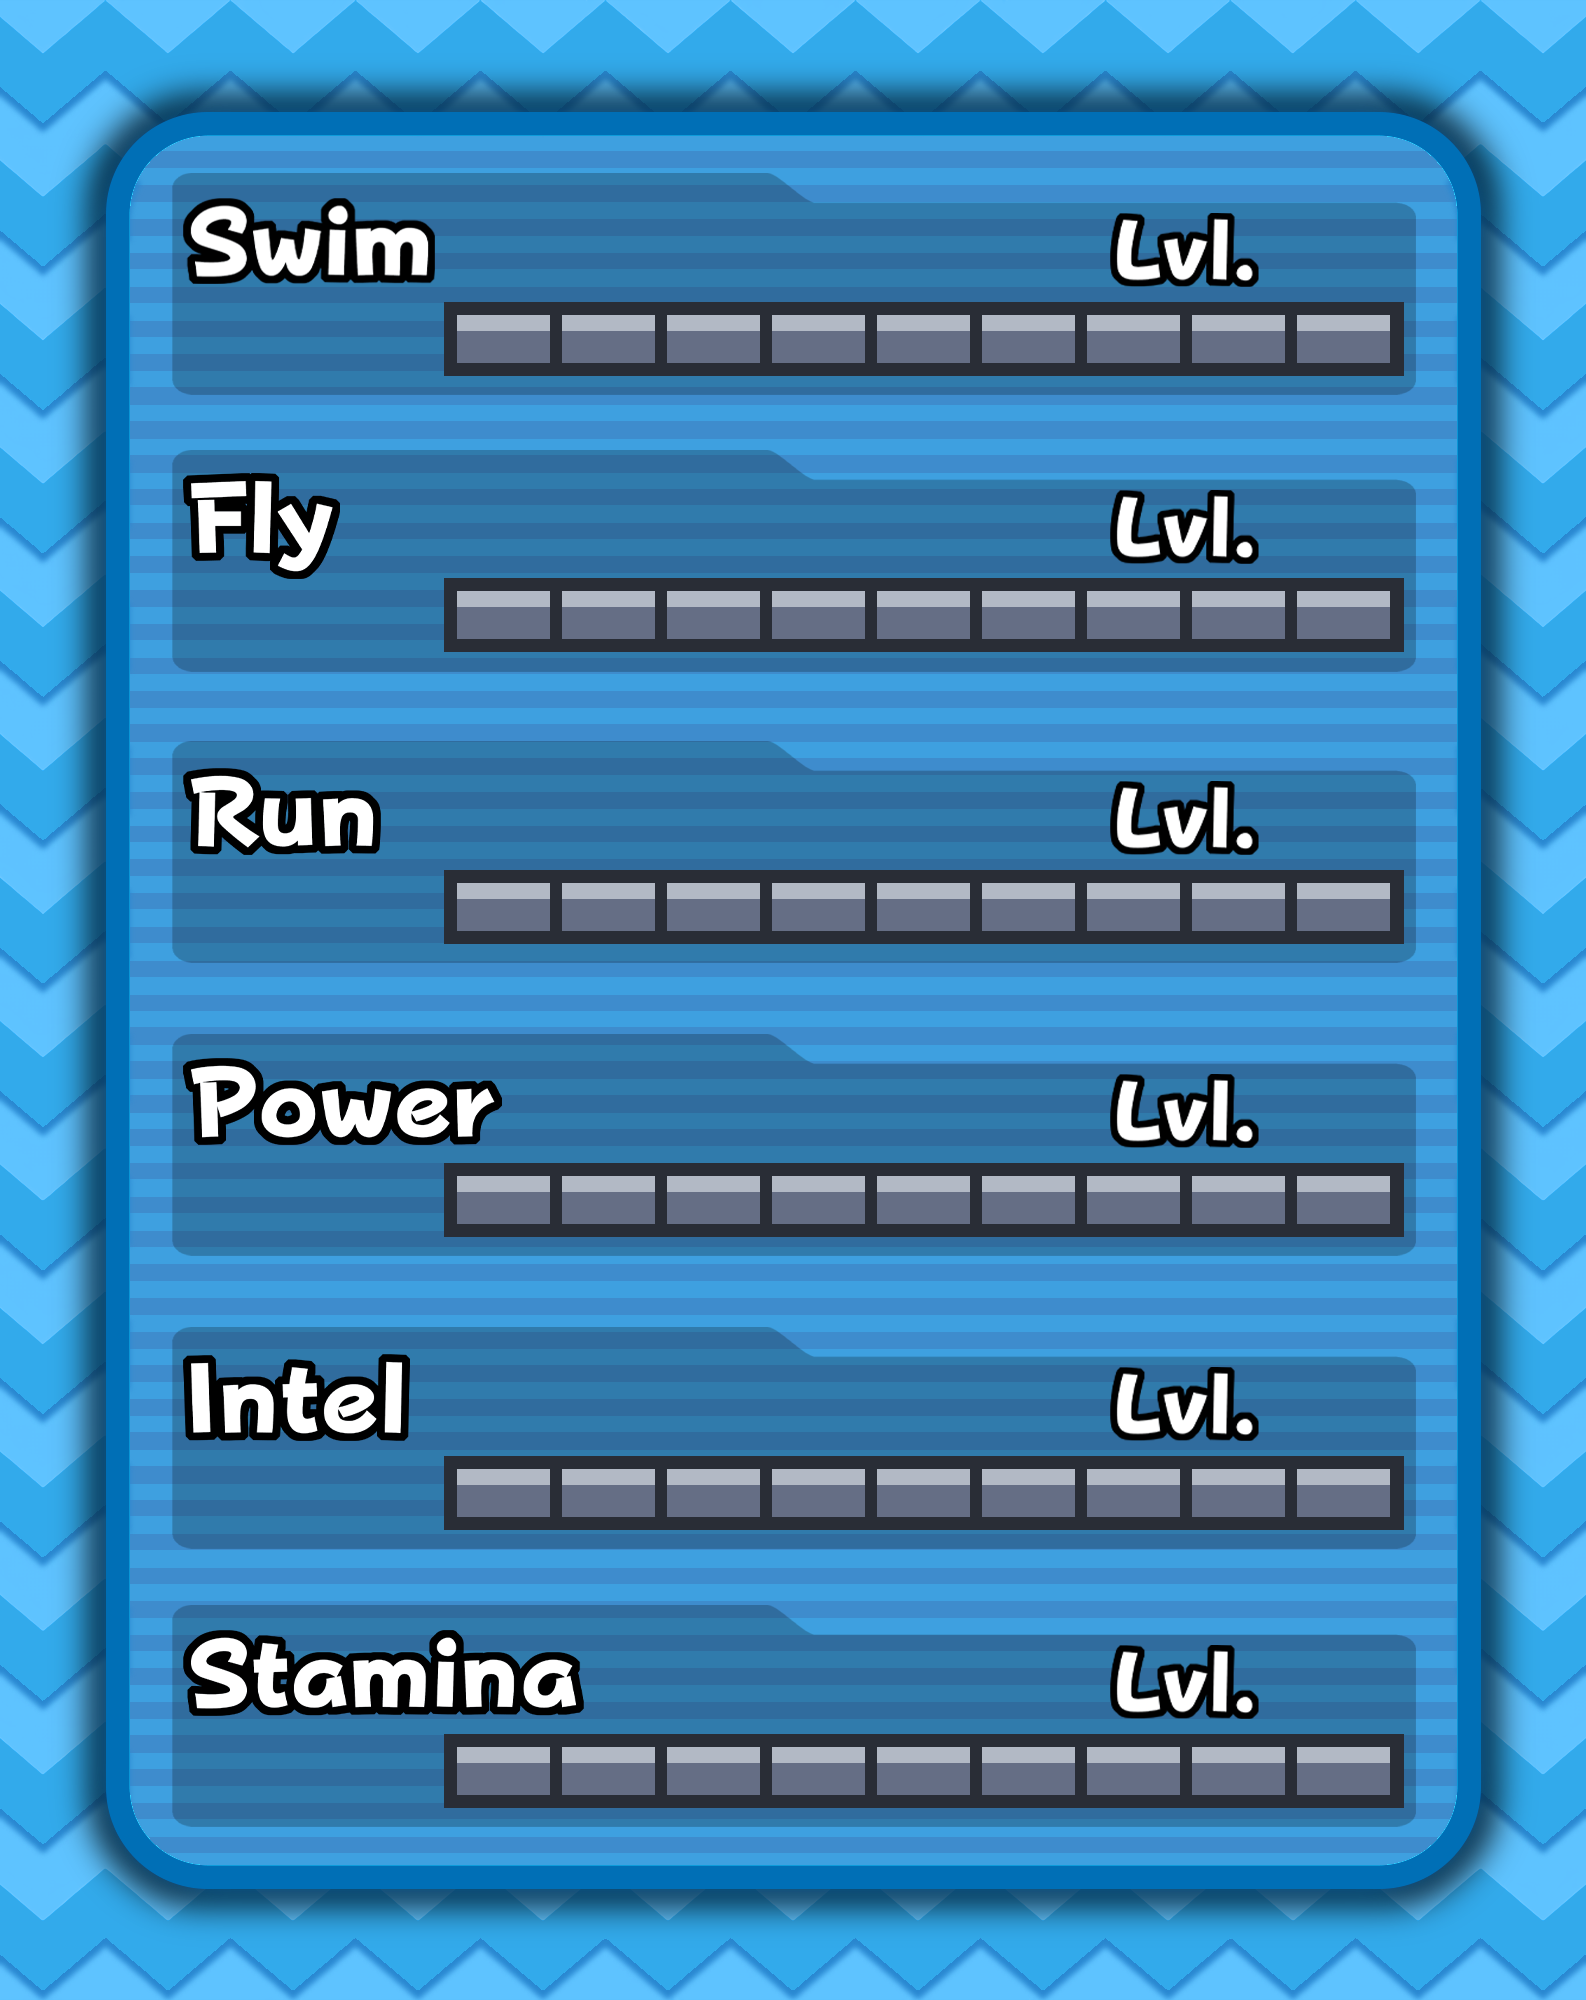 Swim Lvl.
Fly Lvl.
Run Lvl.
Power Lvl.
Intel Lvl.
Stamina Lvl.